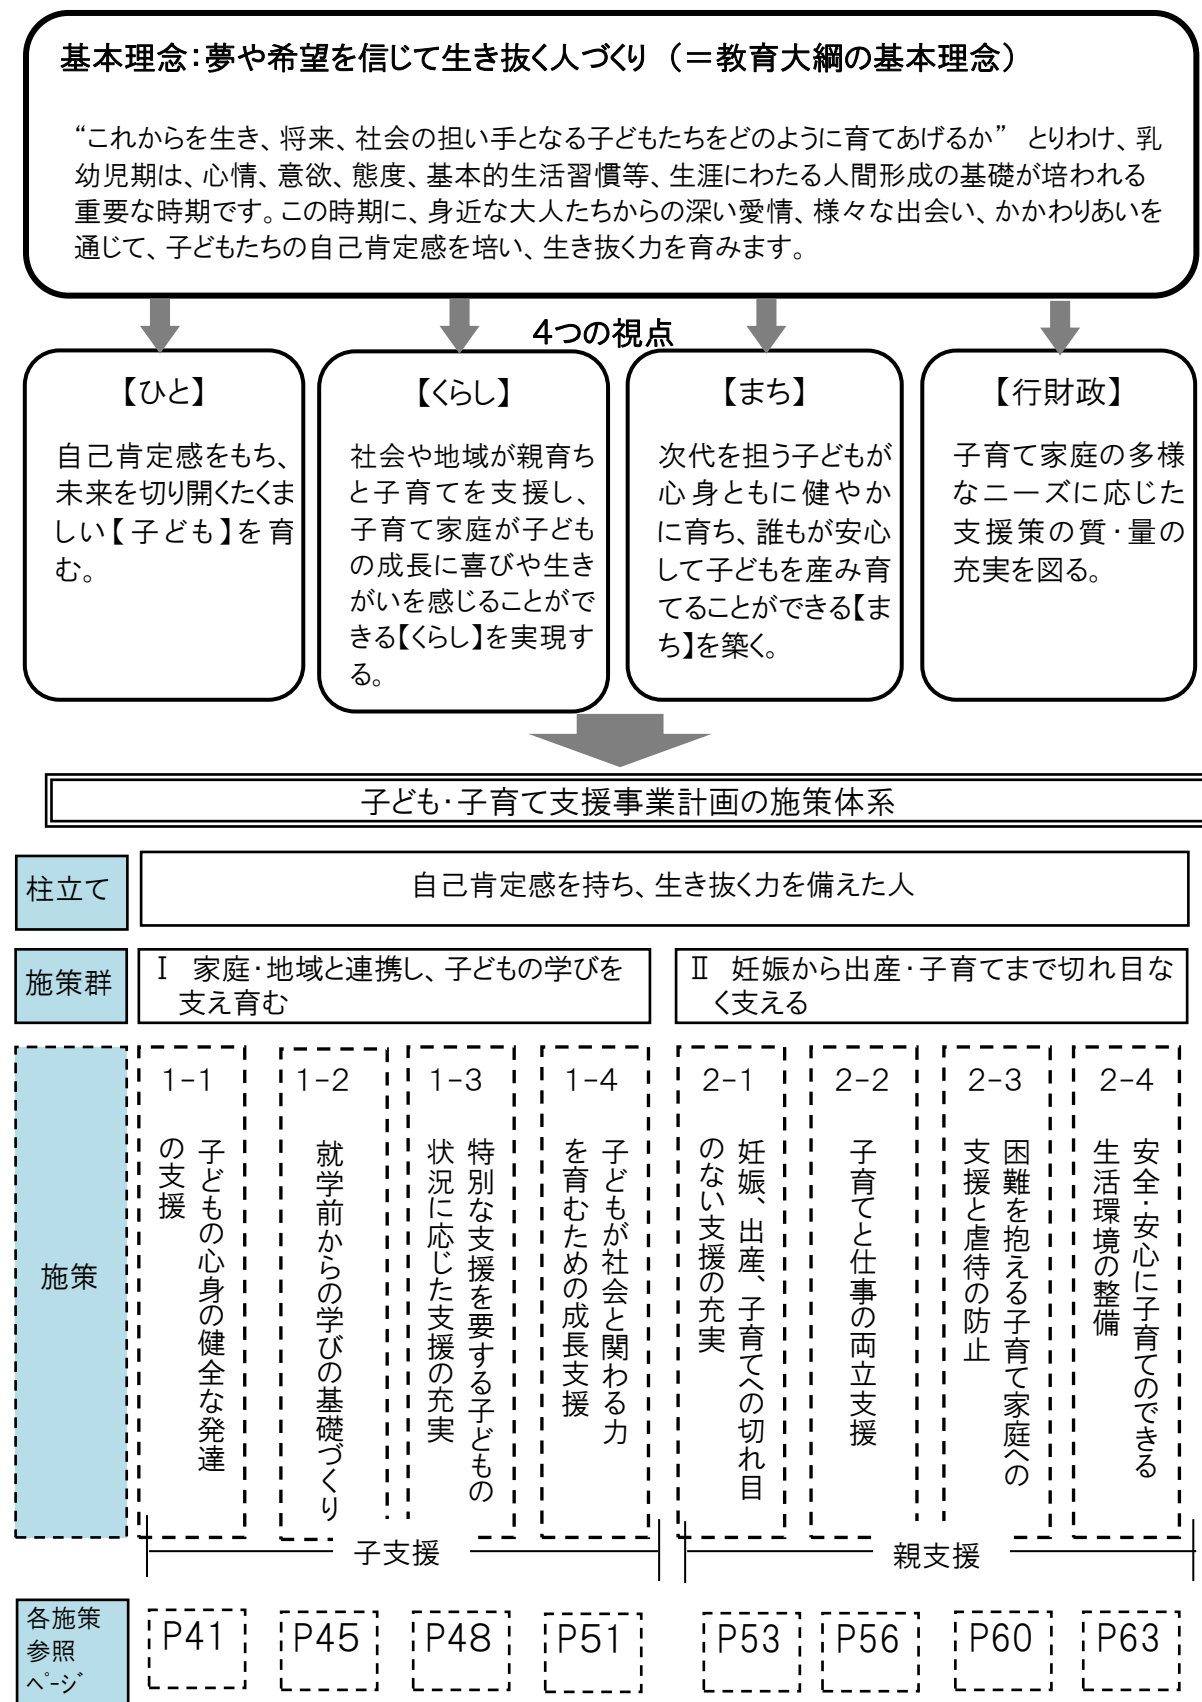 基本理念：夢や希望を信じて生き抜く人づくり （＝教育大綱の基本理念）
“これからを生き、将来、社会の担い手となる子どもたちをどのように育てあげるか” とりわけ、乳
幼児期は、心情、意欲、態度、基本的生活習慣等、生涯にわたる人間形成の基礎が培われる
重要な時期です。この時期に、身近な大人たちからの深い愛情、様々な出会い、かかわりあいを
通じて、子どもたちの自己肯定感を培い、生き抜く力を育みます。
4つの視点
【ひと】
自己肯定感をもち、
未来を切り開くたくま
しい【子ども】を育
む。
【くらし】
社会や地域が親育ち
と子育てを支援し、
子育て家庭が子ども
の成長に喜びや生き
がいを感じることがで
きる【くらし】を実現す
る。
【まち】
次代を担う子どもが
心身ともに健やか
に育ち、誰もが安心
して子どもを産み育
てることができる【ま
ち】を築く。
【行財政】
子育て家庭の多様
なニーズに応じた
支援策の質・量の
充実を図る。
子ども・子育て支援事業計画の施策体系
柱立て
自己肯定感を持ち、生き抜く力を備えた人
施策群
Ⅰ 家庭・地域と連携し、子どもの学びを
支え育む
Ⅱ 妊娠から出産・子育てまで切れ目な
く支える
施策
1-1
子どもの心身の健全な発達
の支援
1-2
就学前からの学びの基礎づくり
1-3
特別な支援を要する子どもの
状況に応じた支援の充実
1-4
子どもが社会と関わる力
を育むための成長支援
2-1
妊娠、出産、子育てへの切れ目
のない支援の充実
2-2
子育てと仕事の両立支援
2-3
困難を抱える子育て家庭への
支援と虐待の防止
2-4
安全・安心に子育てのできる
生活環境の整備
子支援
親支援
各施策
参照
ﾍﾟｰｼﾞ
P41
P45
P48
P51
P53
P56
P60
P63